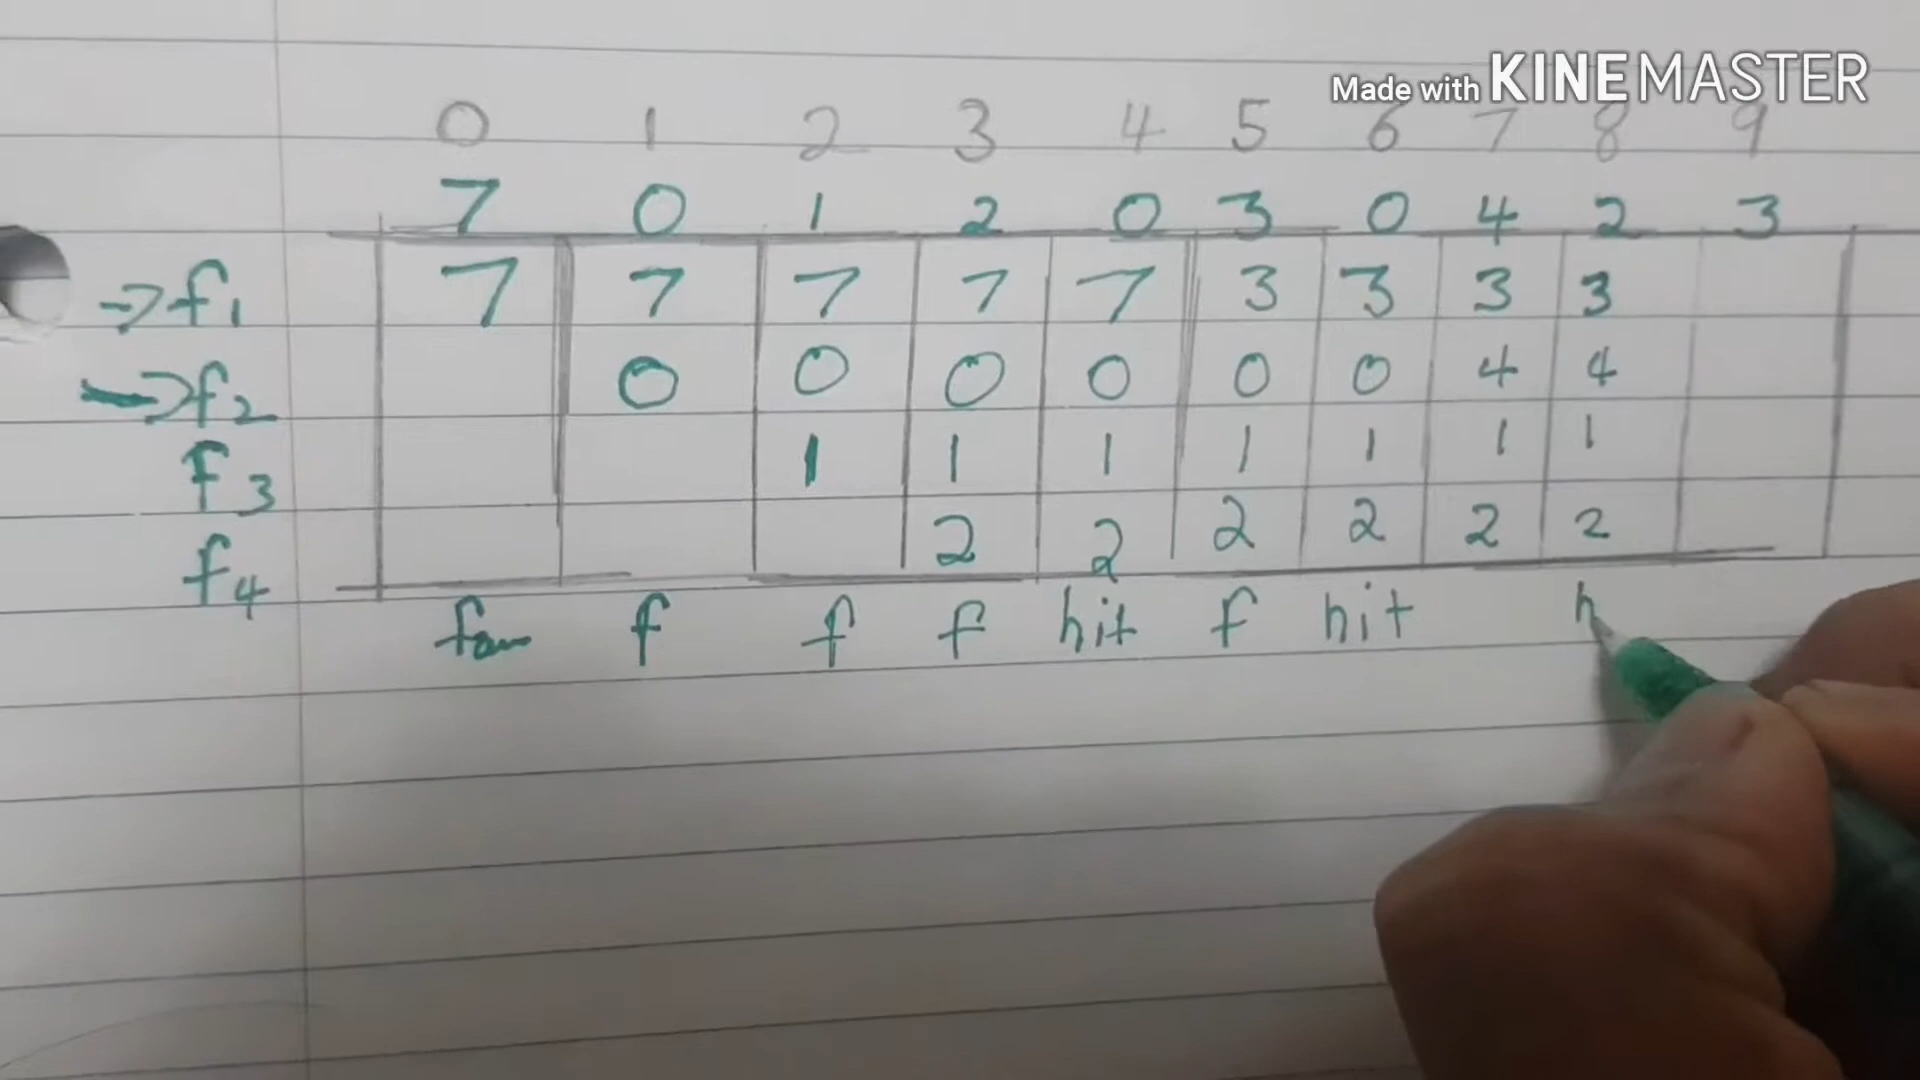 Made with KINEMASTER
0 1 2 3 4 5 6 7 8 9
7 0 1 2 0 3 0 4 2 3
->f1 7 7 7 7 7 3 3 3 3
->f2 0 0 0 0 0 0 4 4
f3 1 1 1 1 1 1 1
f4 2 2 2 2 2 2
f f f hit f hit h